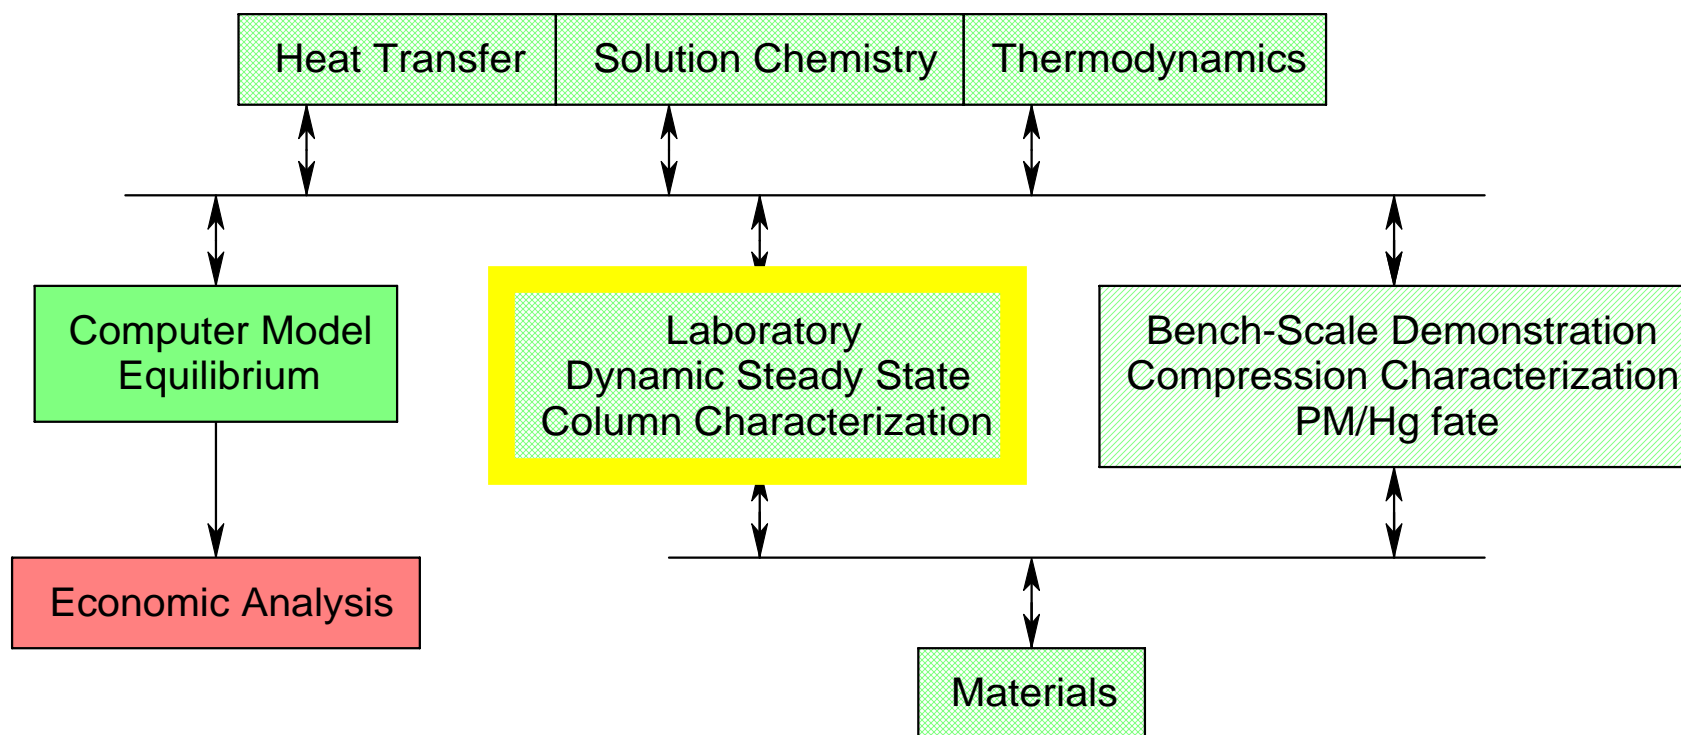 Heat Transfer
Solution Chemistry
Thermodynamics
Computer Model
Equilibrium
Laboratory
Dynamic Steady State
Column Characterization
Bench-Scale Demonstration
Compression Characterization
PM/Hg fate
Economic Analysis
Materials